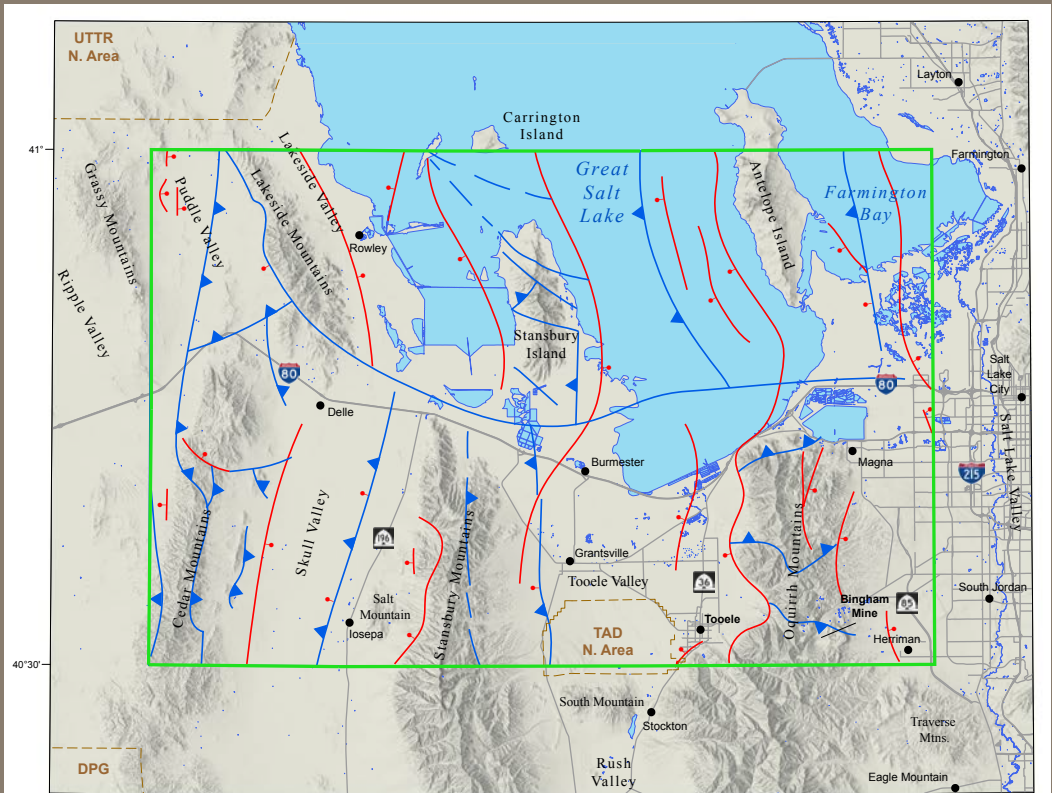 UTTR
N. Area
Layton
Carrington
Island
41°
Farmington
Lakeside Valley
Great
Salt
Lake
Grassy Mountains
Puddle Valley
Lakeside Mountains
Antelope Island
Farmington
Bay
Rowley
Ripple Valley
Stansbury
Island
Salt
Lake
City
80
80
Delle
Salt Lake Valley
Burmester
Magna
215
Skull Valley
Cedar Mountains
196
Stansbury Mountains
Oquirrh Mountains
Grantsville
Tooele Valley
36
South Jordan
Salt
Mountain
Bingham
Mine
85
Iosepa
Tooele
TAD
N. Area
Herriman
40°30'
South Mountain
Stockton
Traverse
Mtns.
Rush
Valley
DPG
Eagle Mountain